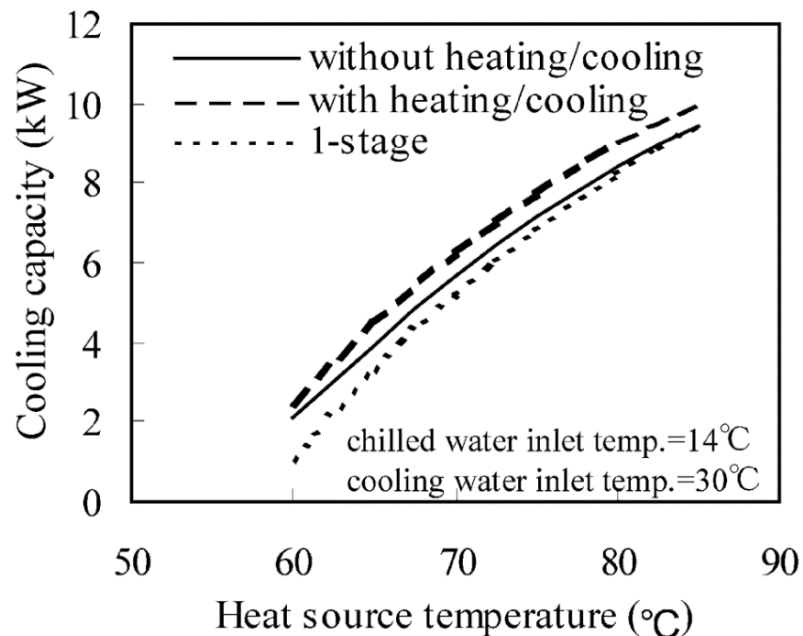 Cooling capacity (kW)
12
10
8
6
4
2
0
without heating/cooling
with heating/cooling
1-stage
chilled water inlet temp.=14℃
cooling water inlet temp.=30℃
50 60 70 80 90
Heat source temperature (℃)